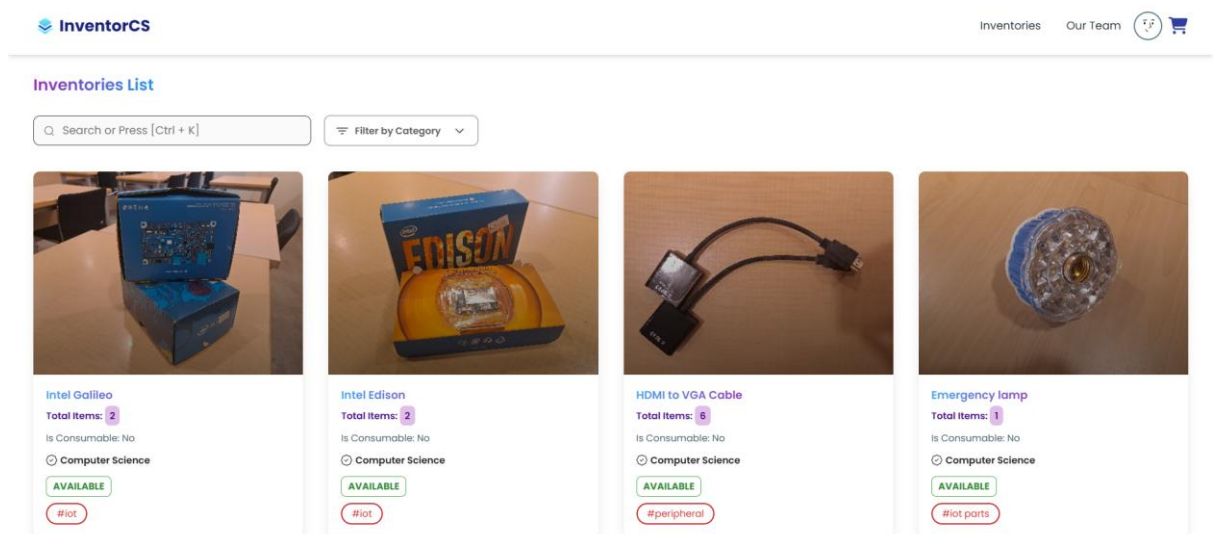 InventorCS
Inventories
Our Team
Inventories List
Search or Press [Ctrl + K]
Filter by Category
EDISON
Intel Galileo
Total Items: 2
Is Consumable: No
Computer Science
AVAILABLE
#iot
Intel Edison
Total Items: 2
Is Consumable: No
Computer Science
AVAILABLE
#iot
HDMI to VGA Cable
Total Items: 6
Is Consumable: No
Computer Science
AVAILABLE
#peripheral
Emergency lamp
Total Items: 1
Is Consumable: No
Computer Science
AVAILABLE
#iot parts